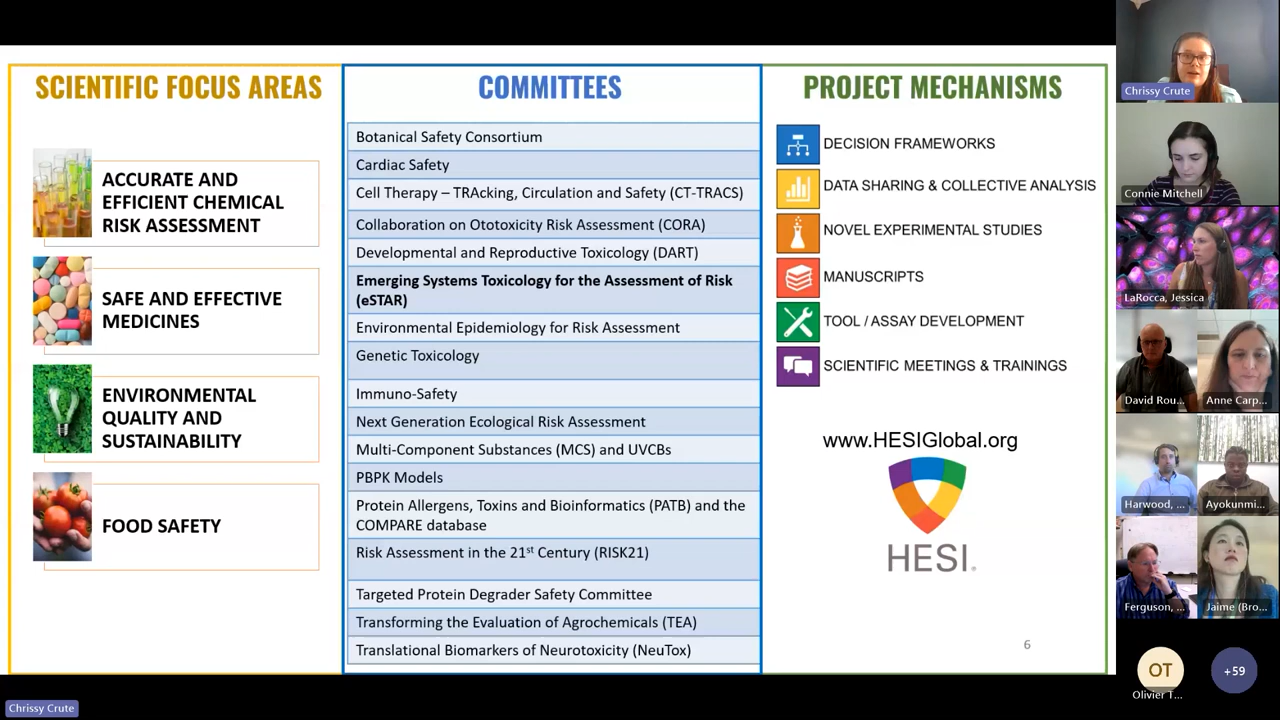 SCIENTIFIC FOCUS AREAS
ACCURATE AND
EFFICIENT CHEMICAL
RISK ASSESSMENT
SAFE AND EFFECTIVE
MEDICINES
ENVIRONMENTAL
QUALITY AND
SUSTAINABILITY
FOOD SAFETY
COMMITTEES
Botanical Safety Consortium
Cardiac Safety
Cell Therapy – TRAcking, Circulation and Safety (CT-TRACS)
Collaboration on Ototoxicity Risk Assessment (CORA)
Developmental and Reproductive Toxicology (DART)
Emerging Systems Toxicology for the Assessment of Risk
(eSTAR)
Environmental Epidemiology for Risk Assessment
Genetic Toxicology
Immuno-Safety
Next Generation Ecological Risk Assessment
Multi-Component Substances (MCS) and UVCBs
PBPK Models
Protein Allergens, Toxins and Bioinformatics (PATB) and the
COMPARE database
Risk Assessment in the 21st Century (RISK21)
Targeted Protein Degrader Safety Committee
Transforming the Evaluation of Agrochemicals (TEA)
Translational Biomarkers of Neurotoxicity (NeuTox)
PROJECT MECHANISMS
DECISION FRAMEWORKS
DATA SHARING & COLLECTIVE ANALYSIS
NOVEL EXPERIMENTAL STUDIES
MANUSCRIPTS
TOOL / ASSAY DEVELOPMENT
SCIENTIFIC MEETINGS & TRAININGS
www.HESIGlobal.org
HESI®
6
Chrissy Crute
Connie Mitchell
LaRocca, Jessica
David Rou...
Anne Carp...
Harwood, ...
Ayokunmi...
Ferguson, ...
Jaime (Bro...
OT
Olivier T...
+59
Chrissy Crute